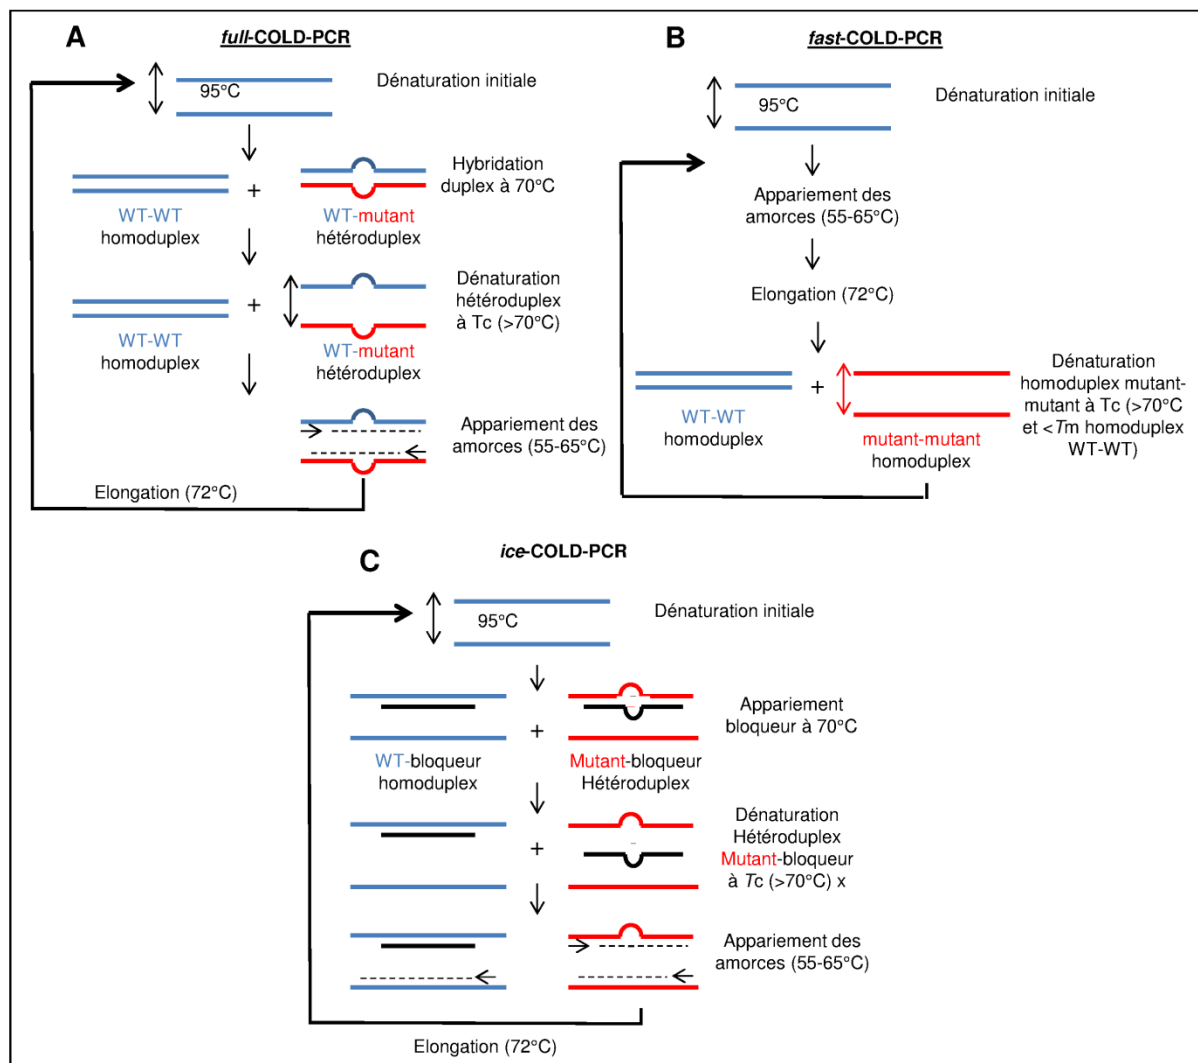 A
full-COLD-PCR
95°C
Dénaturation initiale
+
Hybridation
duplex à 70°C
WT-WT
homoduplex
WT-mutant
hétéroduplex
+
Dénaturation
hétéroduplex
à Tc (>70°C)
WT-WT
homoduplex
WT-mutant
hétéroduplex
Appariement des
amorces (55-65°C)
Elongation (72°C)
B
fast-COLD-PCR
95°C
Dénaturation initiale
Appariement des
amorces (55-65°C)
Elongation (72°C)
+
WT-WT
homoduplex
mutant-mutant
homoduplex
Dénaturation
homoduplex mutant-
mutant à Tc (>70°C
et <Tm homoduplex
WT-WT)
C
ice-COLD-PCR
95°C
Dénaturation initiale
+
Appariement
bloqueur à 70°C
WT-bloqueur
homoduplex
Mutant-bloqueur
Hétéroduplex
+
Dénaturation
Hétéroduplex
Mutant-bloqueur
à Tc (>70°C) x
Appariement des
amorces (55-65°C)
Elongation (72°C)